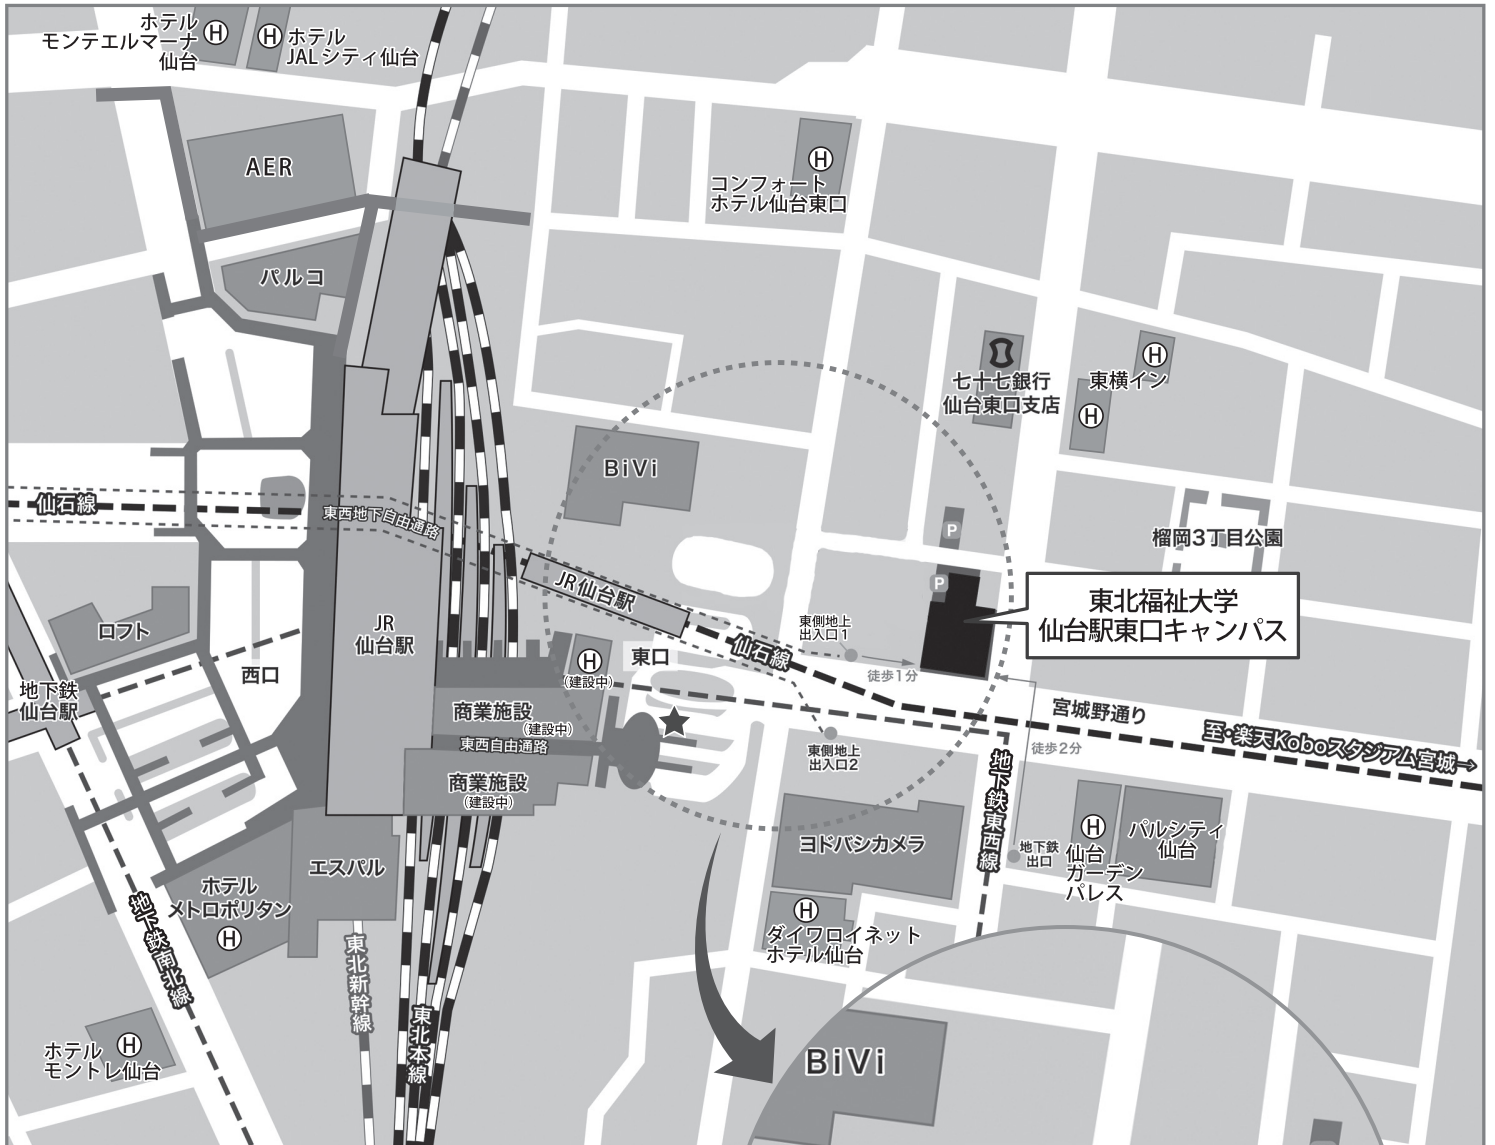 ホテル
モンテエルマーナ
仙台
H
H
ホテル
JALシティ仙台
AER
H
コンフォート
ホテル仙台東口
パルコ
七十七銀行
仙台東口支店
H
東横イン
H
BiVi
仙石線
東西地下自由通路
P
榴岡3丁目公園
JR仙台駅
P
東北福祉大学
仙台駅東口キャンパス
ロフト
JR
仙台駅
東側地上
出入口1
仙石線
東口
H
(建設中)
西口
徒歩1分
地下鉄
仙台駅
商業施設
(建設中)
宮城野通り
東西自由通路
東側地上
出入口2
徒歩2分
至・楽天Koboスタジアム宮城→
商業施設
(建設中)
地下鉄東西線
ヨドバシカメラ
H
仙台
ガーデン
パレス
パルシティ
仙台
地下鉄
出口
エスパル
ホテル
メトロポリタン
H
H
ダイワロイネット
ホテル仙台
地下鉄南北線
東北新幹線
東北本線
ホテル
モントレ仙台
H
BiVi